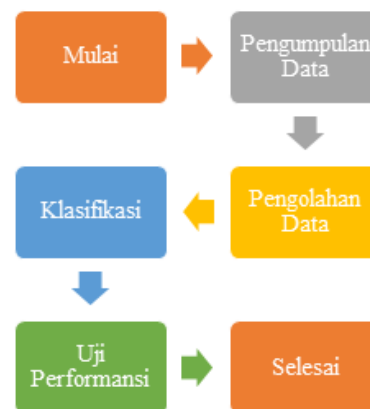 Mulai
Pengumpulan
Data
Pengolahan
Data
Klasifikasi
Uji
Performansi
Selesai